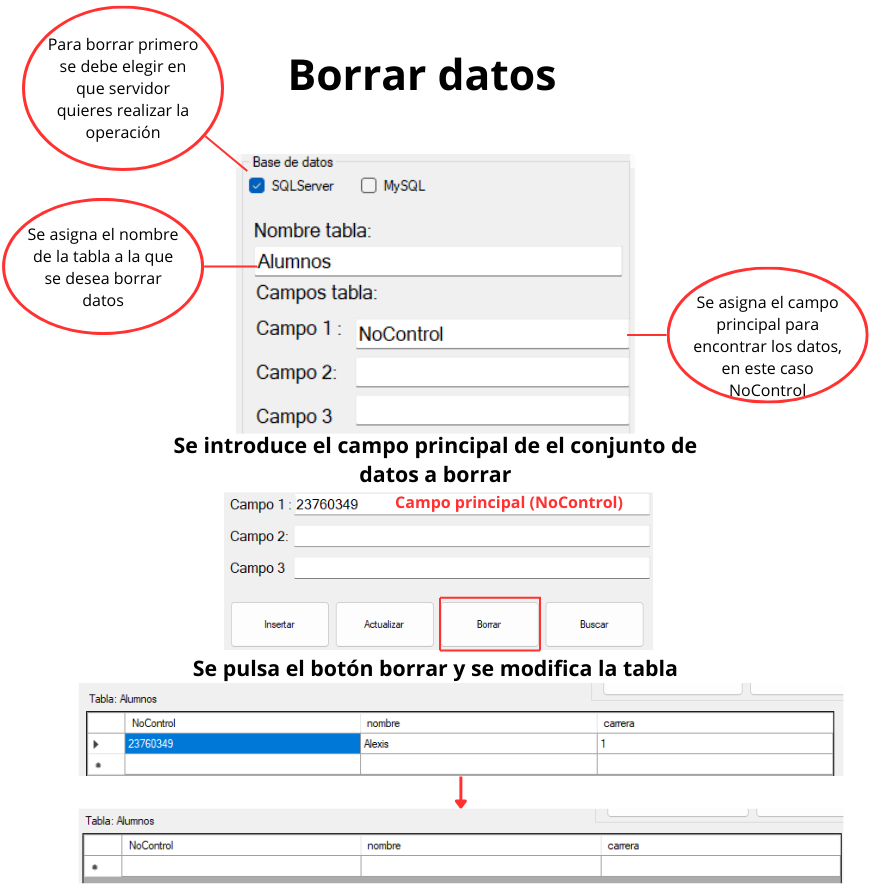 Para borrar primero
se debe elegir en
que servidor
quieres realizar la
operación
Borrar datos
Base de datos
SQLServer MySQL
Se asigna el nombre
de la tabla a la que
se desea borrar
datos
Nombre tabla:
Alumnos
Campos tabla:
Campo 1 : NoControl
Campo 2:
Campo 3
Se asigna el campo
principal para
encontrar los datos,
en este caso
NoControl
Se introduce el campo principal de el conjunto de
datos a borrar
Campo 1 : 23760349 Campo principal (NoControl)
Campo 2:
Campo 3
Insertar Actualizar Borrar Buscar
Se pulsa el botón borrar y se modifica la tabla
Tabla: Alumnos
NoControl nombre carrera
23760349 Alexis 1
Tabla: Alumnos
NoControl nombre carrera